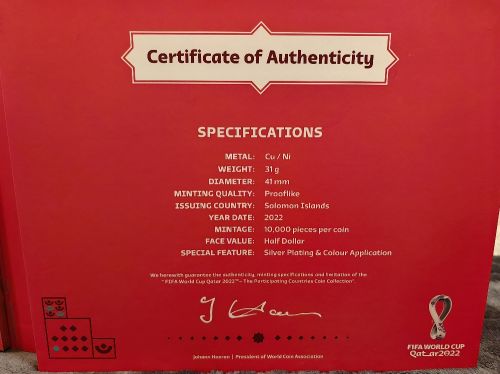 Certificate of Authenticity
SPECIFICATIONS
METAL: Cu / Ni
WEIGHT: 31 g
DIAMETER: 41 mm
MINTING QUALITY: Prooflike
ISSUING COUNTRY: Solomon Islands
YEAR DATE: 2022
MINTAGE: 10,000 pieces per coin
FACE VALUE: Half Dollar
SPECIAL FEATURE: Silver Plating & Colour Application
We herewith guarantee the authenticity, minting specifications and limitation of the
"FIFA World Cup Qatar 2022™ – The Participating Countries Coin Collection".
President of World Coin Association
FIFA WORLD CUP
Qatar2022